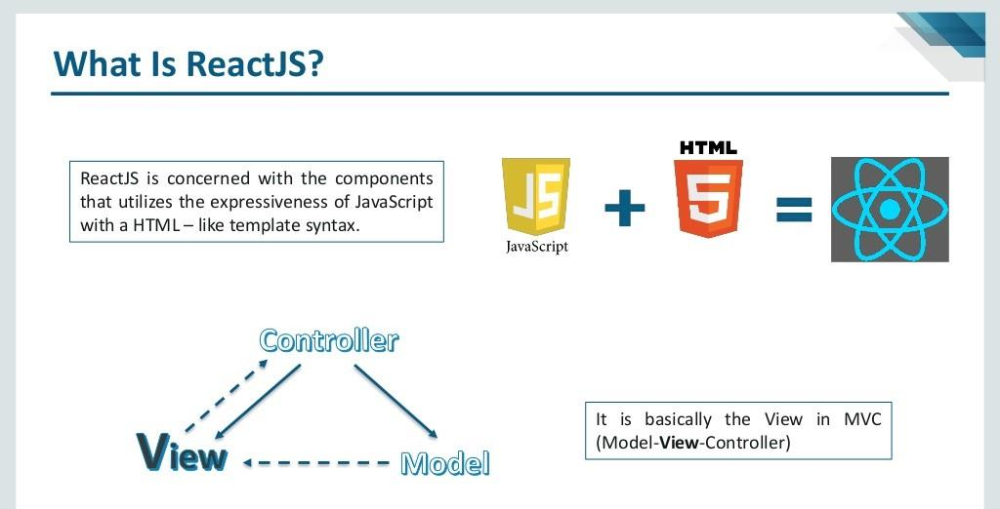 What Is ReactJS?
ReactJS is concerned with the components
that utilizes the expressiveness of JavaScript
with a HTML – like template syntax.
JS
JavaScript
+
HTML
5
=
Controller
View
Model
It is basically the View in MVC
(Model-View-Controller)